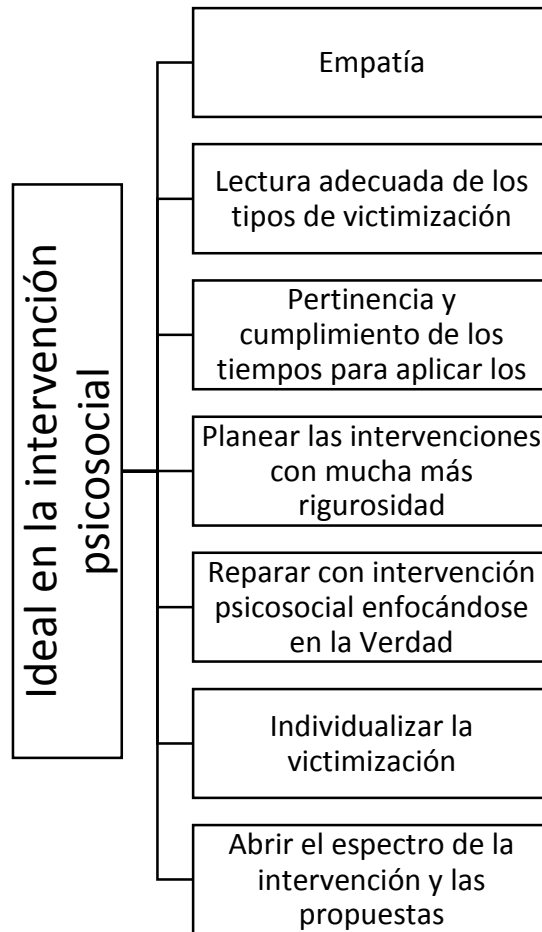 Ideal en la intervención
psicosocial
Empatía
Lectura adecuada de los
tipos de victimización
Pertinencia y
cumplimiento de los
tiempos para aplicar los
Planear las intervenciones
con mucha más
rigurosidad
Reparar con intervención
psicosocial enfocándose
en la Verdad
Individualizar la
victimización
Abrir el espectro de la
intervención y las
propuestas